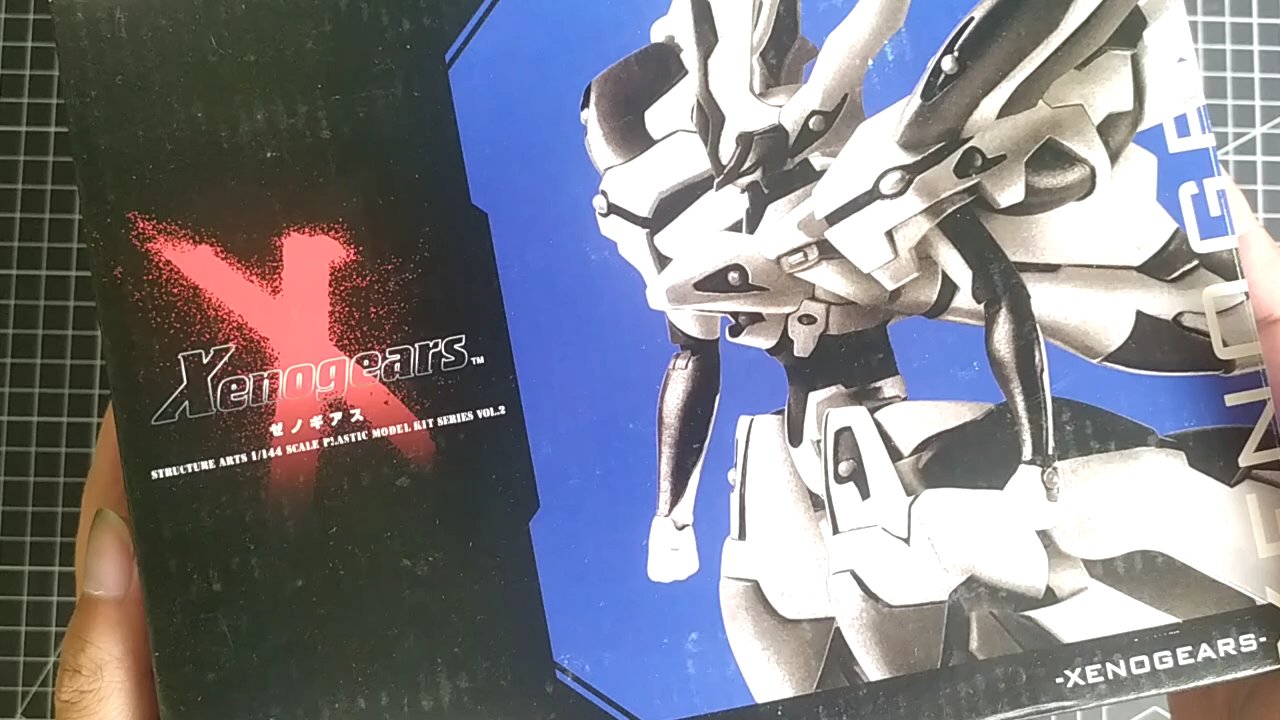 Xenogears™
ゼノギアス
STRUCTURE ARTS 1/144 SCALE PLASTIC MODEL KIT SERIES VOL.2
-XENOGEARS-